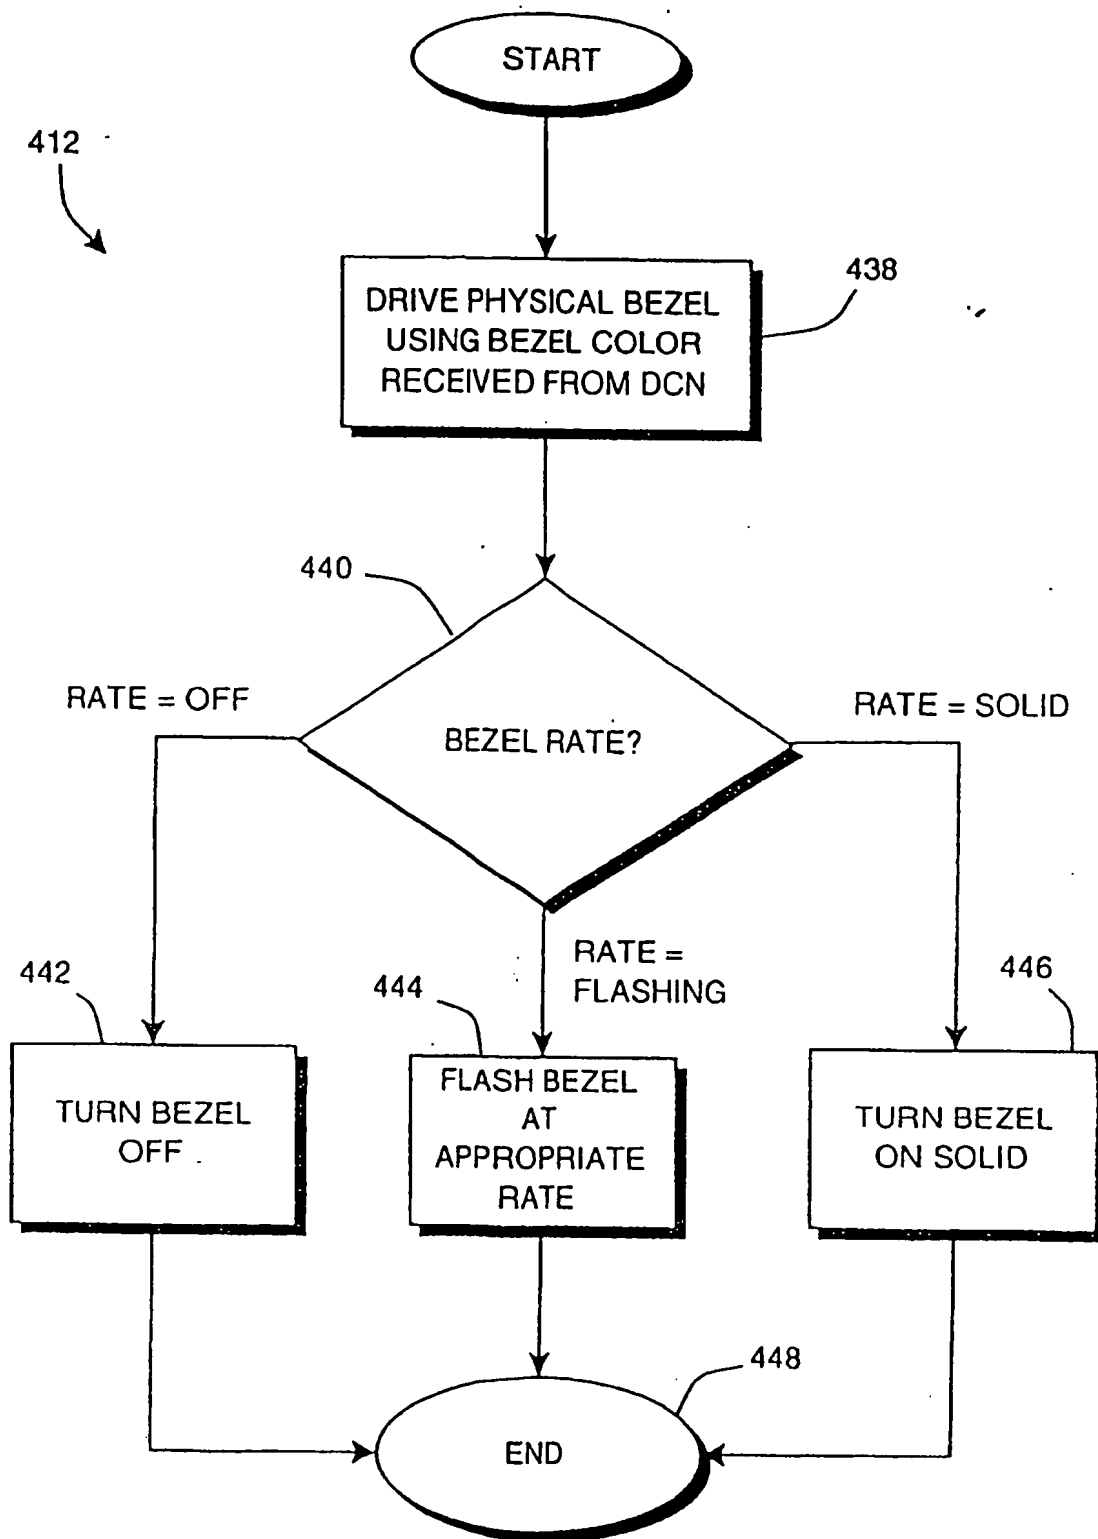 START
412
438
DRIVE PHYSICAL BEZEL
USING BEZEL COLOR
RECEIVED FROM DCN
440
RATE = OFF
BEZEL RATE?
RATE = SOLID
RATE =
FLASHING
442
TURN BEZEL
OFF
444
FLASH BEZEL
AT
APPROPRIATE
RATE
446
TURN BEZEL
ON SOLID
448
END